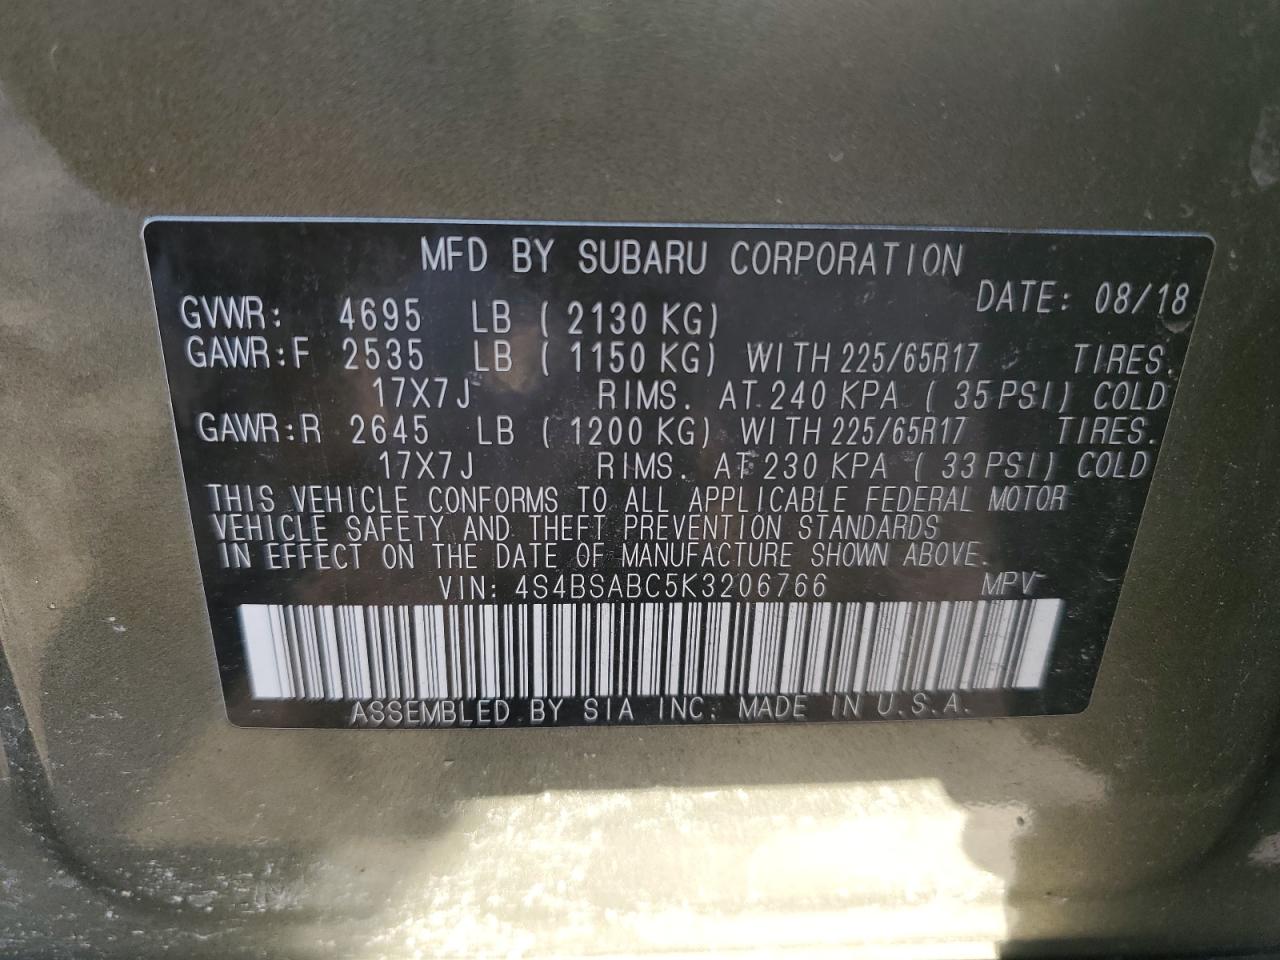 MFD BY SUBARU CORPORATION
DATE: 08/18
GVWR: 4695 LB ( 2130 KG)
GAWR:F 2535 LB ( 1150 KG) WITH 225/65R17 TIRES.
17X7J RIMS. AT 240 KPA ( 35 PSI) COLD
GAWR:R 2645 LB ( 1200 KG) WITH 225/65R17 TIRES.
17X7J RIMS. AT 230 KPA ( 33 PSI) COLD
THIS VEHICLE CONFORMS TO ALL APPLICABLE FEDERAL MOTOR
VEHICLE SAFETY AND THEFT PREVENTION STANDARDS
IN EFFECT ON THE DATE OF MANUFACTURE SHOWN ABOVE.
VIN: 4S4BSABC5K3206766 MPV
ASSEMBLED BY SIA INC. MADE IN U.S.A.